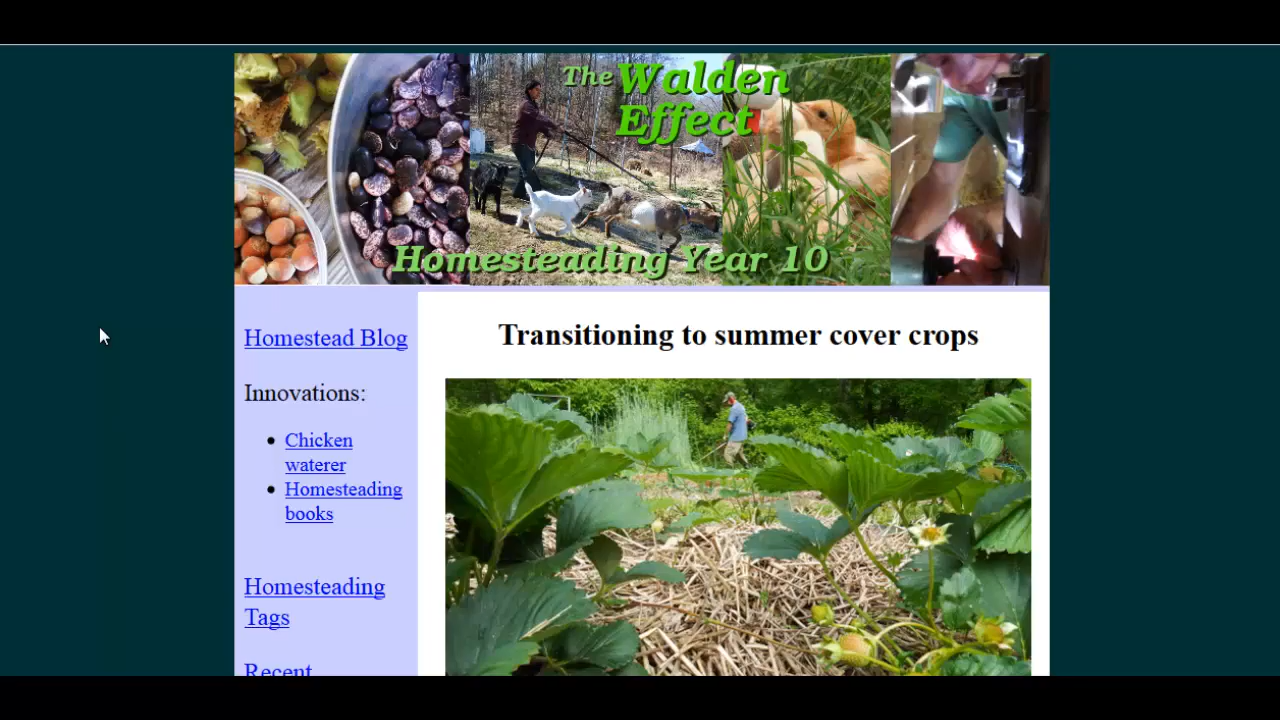 The Walden
Effect
Homesteading Year 10
Homestead Blog
Innovations:
Chicken
waterer
Homesteading
books
Homesteading
Tags
Recent
Transitioning to summer cover crops